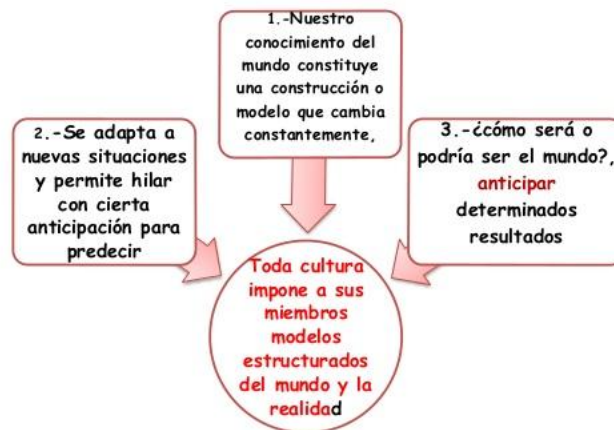 1.-Nuestro
conocimiento del
mundo constituye
una construcción o
modelo que cambia
constantemente,
2.-Se adapta a
nuevas situaciones
y permite hilar
con cierta
anticipación para
predecir
3.-¿cómo será o
podría ser el mundo?,
anticipar
determinados
resultados
Toda cultura
impone a sus
miembros
modelos
estructurados
del mundo y la
realidad